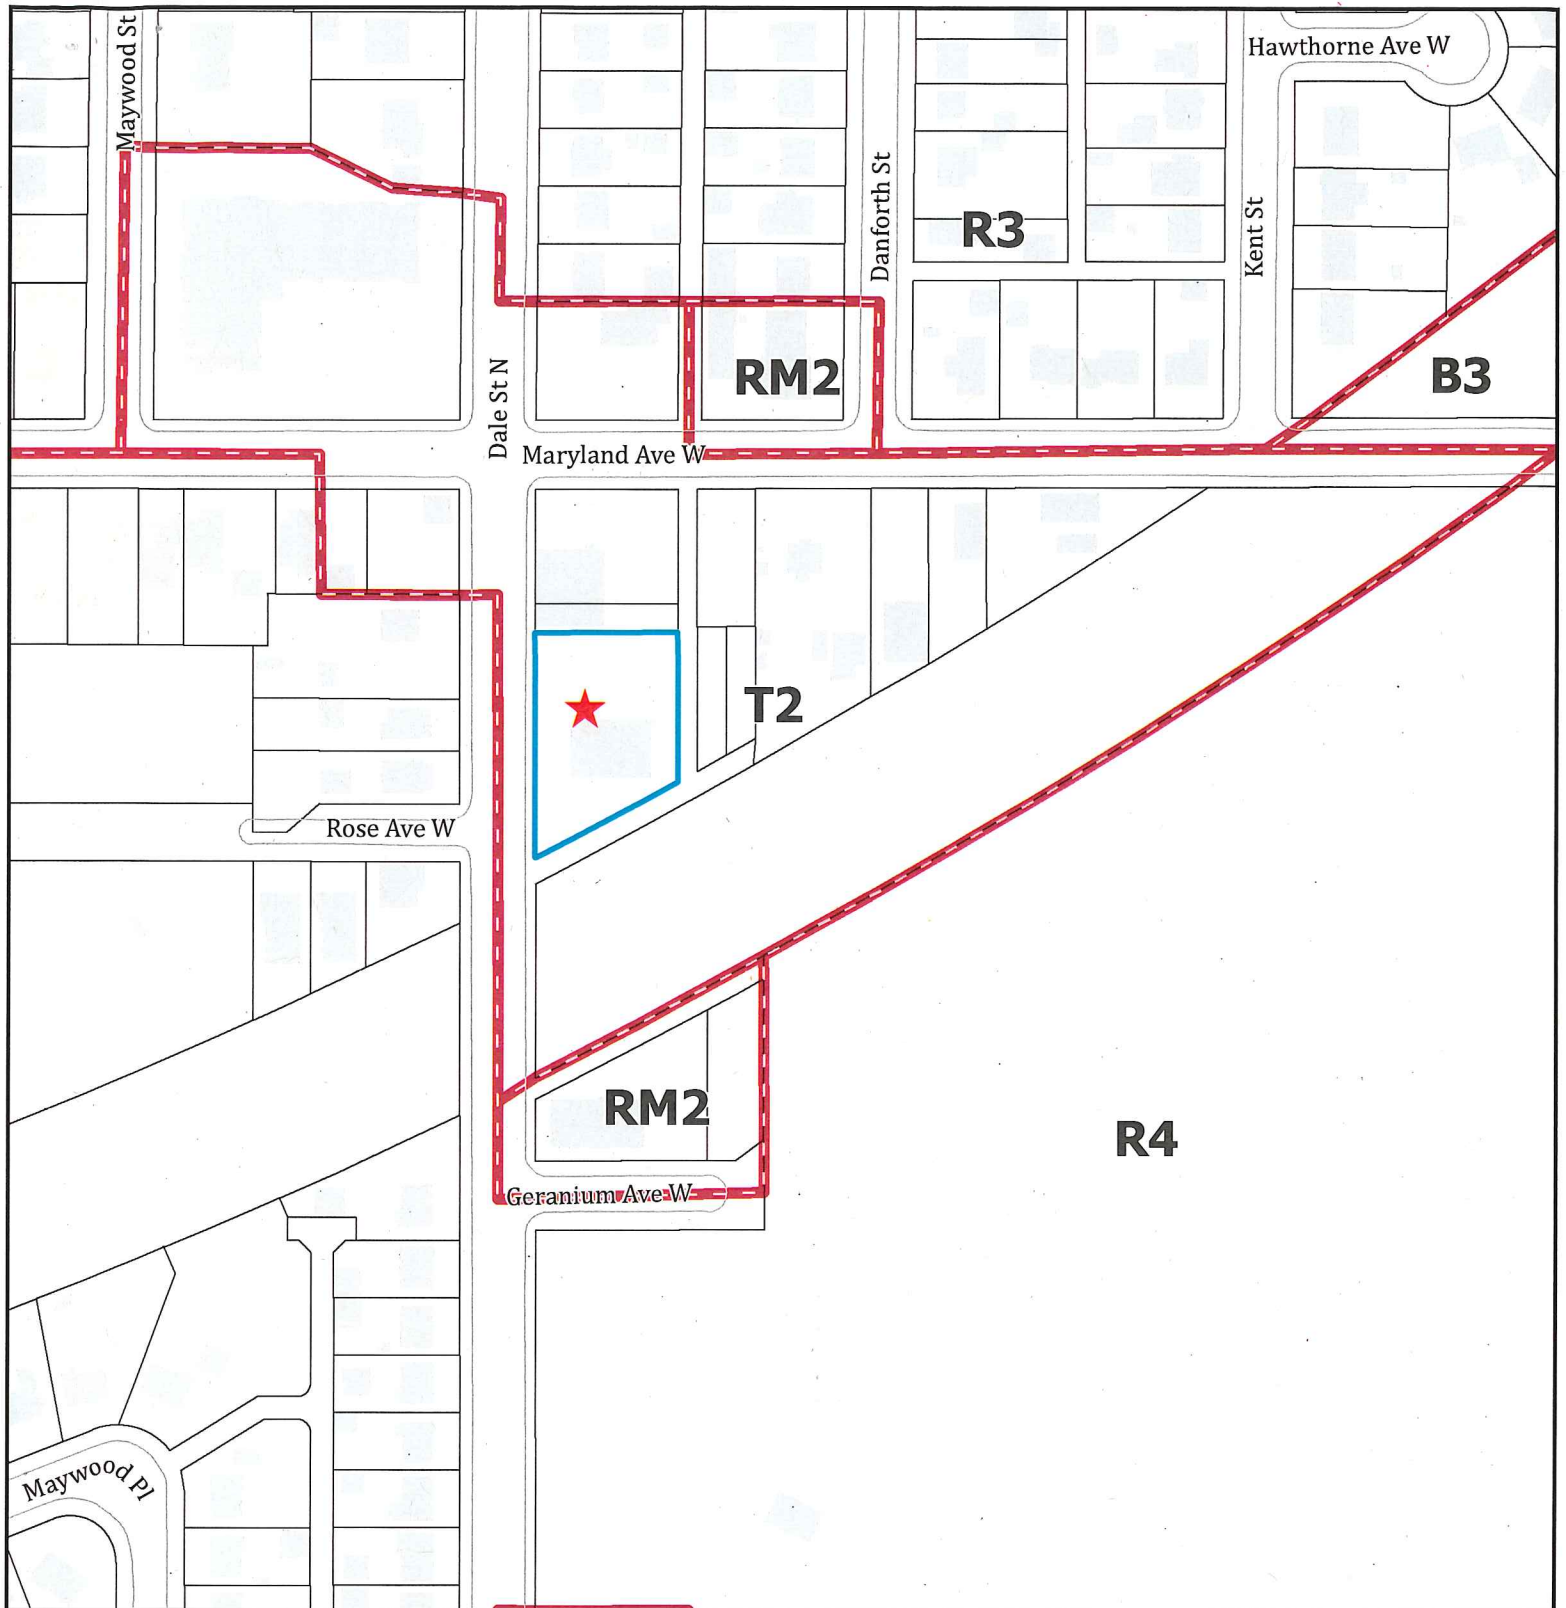 Maywood St
Hawthorne Ave W
Danforth St
R3
Kent St
RM2
B3
Dale St N
Maryland Ave W
T2
Rose Ave W
RM2
R4
Geranium Ave W
Maywood Pl